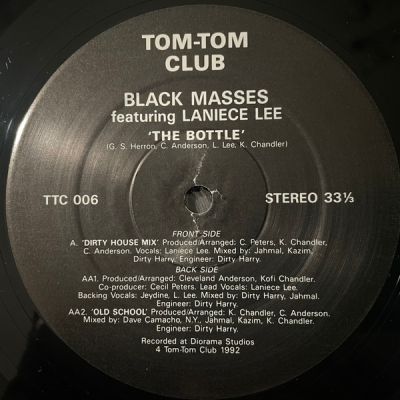 TOM-TOM
CLUB
BLACK MASSES
featuring LANIECE LEE
'THE BOTTLE'
(G. S. Herron, C. Anderson, L. Lee, K. Chandler)
TTC 006
STEREO 33⅓
FRONT SIDE
A. 'DIRTY HOUSE MIX' Produced/Arranged: C. Peters, K. Chandler,
C. Anderson. Vocals: Laniece Lee. Mixed by: Jahmal, Kazim,
Dirty Harry. Engineer: Dirty Harry.
BACK SIDE
AA1. Produced/Arranged: Cleveland Anderson, Kofi Chandler.
Co-producer: Cecil Peters. Lead Vocals: Laniece Lee.
Backing Vocals: Jeydine, L. Lee. Mixed by: Dirty Harry, Jahmal.
Engineer: Dirty Harry.
AA2. 'OLD SCHOOL' Produced/Arranged: K. Chandler, C. Anderson.
Mixed by: Dave Camacho, N.Y., Jahmal, Kazim, K. Chandler.
Engineer: Dirty Harry.
Recorded at Diorama Studios
4 Tom-Tom Club 1992